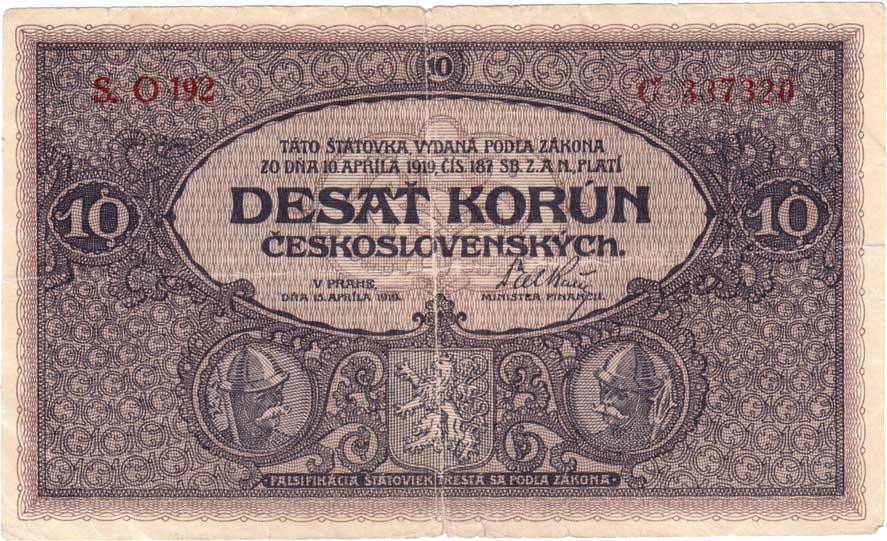 10
S. O 192
C 337320
TÁTO ŠTÁTOVKA, VYDANÁ PODĽA ZÁKONA
ZO DŇA 10. APRÍLA 1919, ČÍS. 187 SB. Z. A N., PLATÍ
10
DESAŤ KORÚN
10
ČESKOSLOVENSKÝCH.
V PRAHE,
DŇA 15. APRÍLA 1919.
MINISTER FINANCIÍ.
FALSIFIKÁCIA ŠTÁTOVIEK TRESTÁ SA PODĽA ZÁKONA